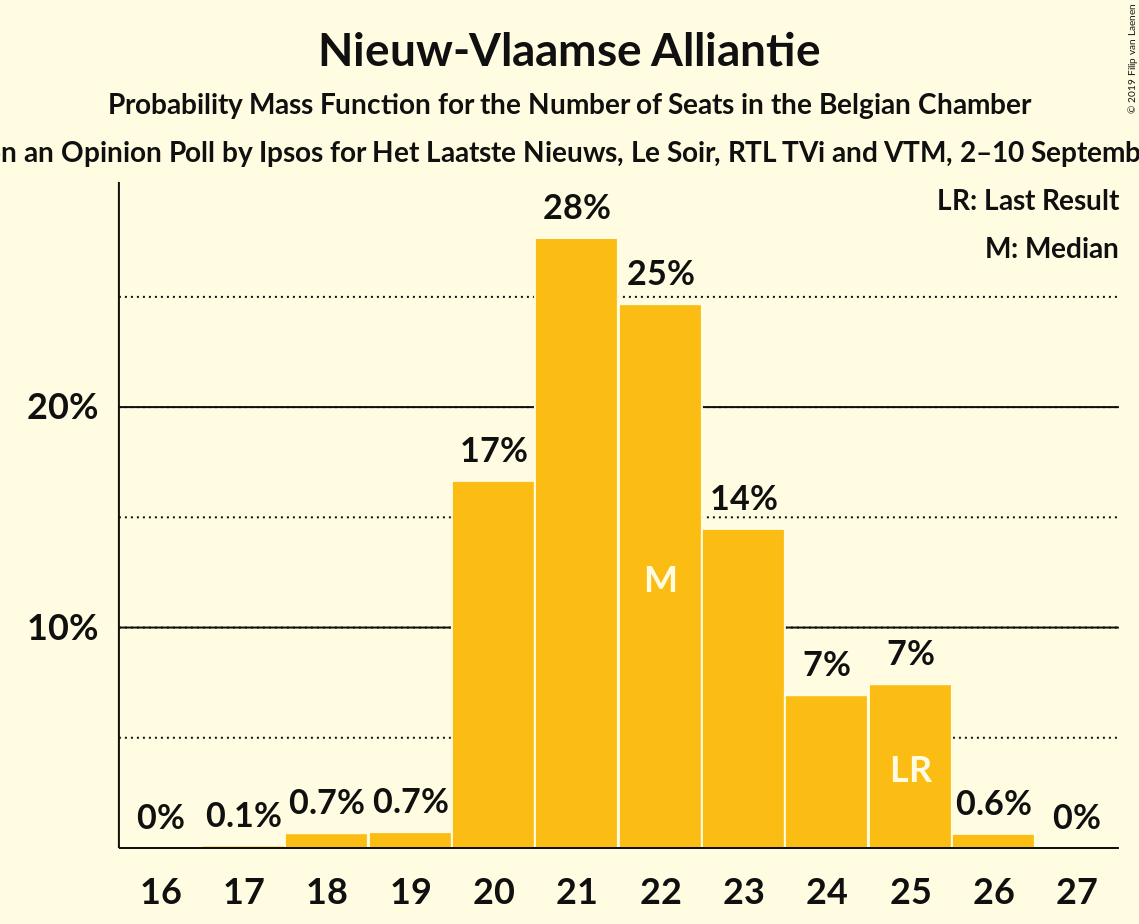 Nieuw-Vlaamse Alliantie
Probability Mass Function for the Number of Seats in the Belgian Chamber
an Opinion Poll by Ipsos for Het Laatste Nieuws, Le Soir, RTL TVi and VTM, 2–10
© 2019 Filip van Laenen
LR: Last Result
M: Median
28%
25%
20%
17%
14%
M
10%
7%
7%
LR
0%
0.1%
0.7%
0.7%
0.6%
0%
16 17 18 19 20 21 22 23 24 25 26 27